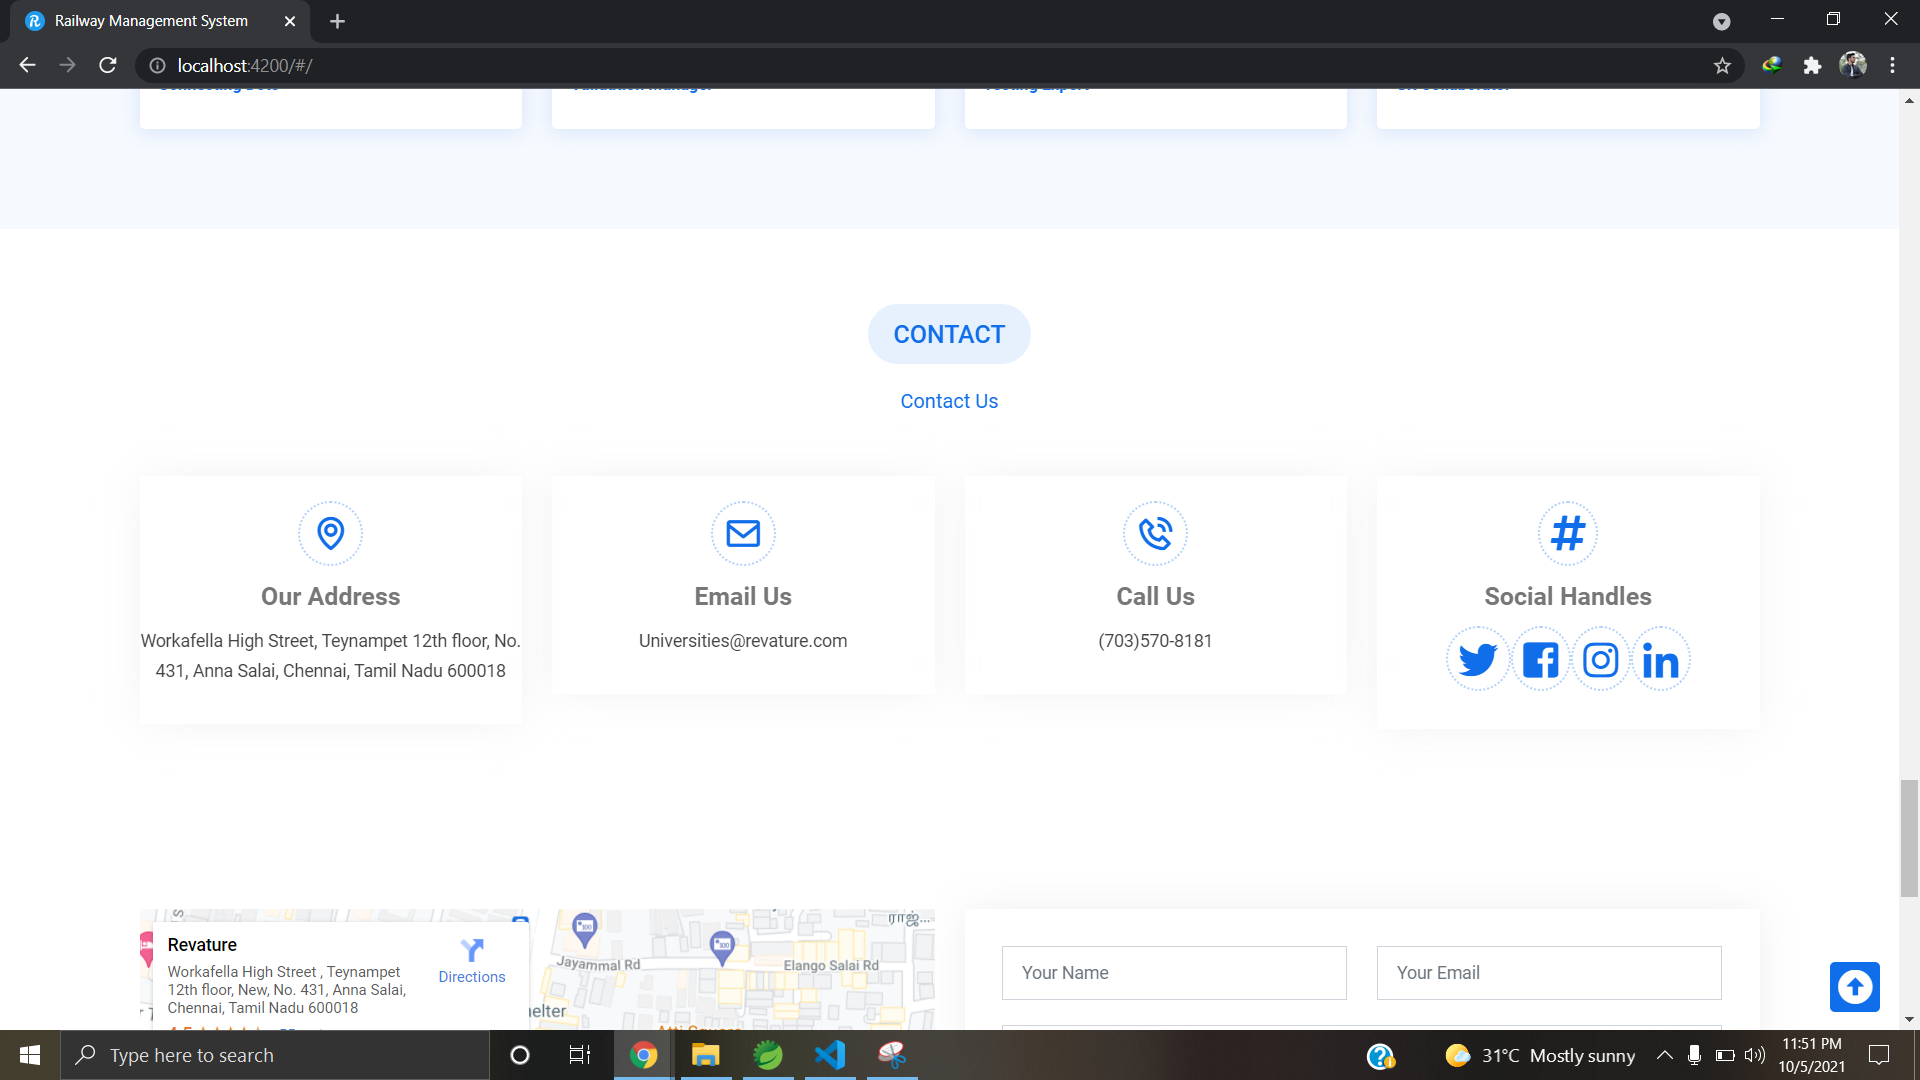 Railway Management System
localhost:4200/#/
CONTACT
Contact Us
Our Address
Workafella High Street, Teynampet 12th floor, No.
431, Anna Salai, Chennai, Tamil Nadu 600018
Email Us
Universities@revature.com
Call Us
(703)570-8181
Social Handles
Revature
Workafella High Street , Teynampet
12th floor, New, No. 431, Anna Salai,
Chennai, Tamil Nadu 600018
Directions
Jayammal Rd
Elango Salai Rd
ராஜ்...
elter
Your Name
Your Email
Type here to search
31°C Mostly sunny
11:51 PM
10/5/2021